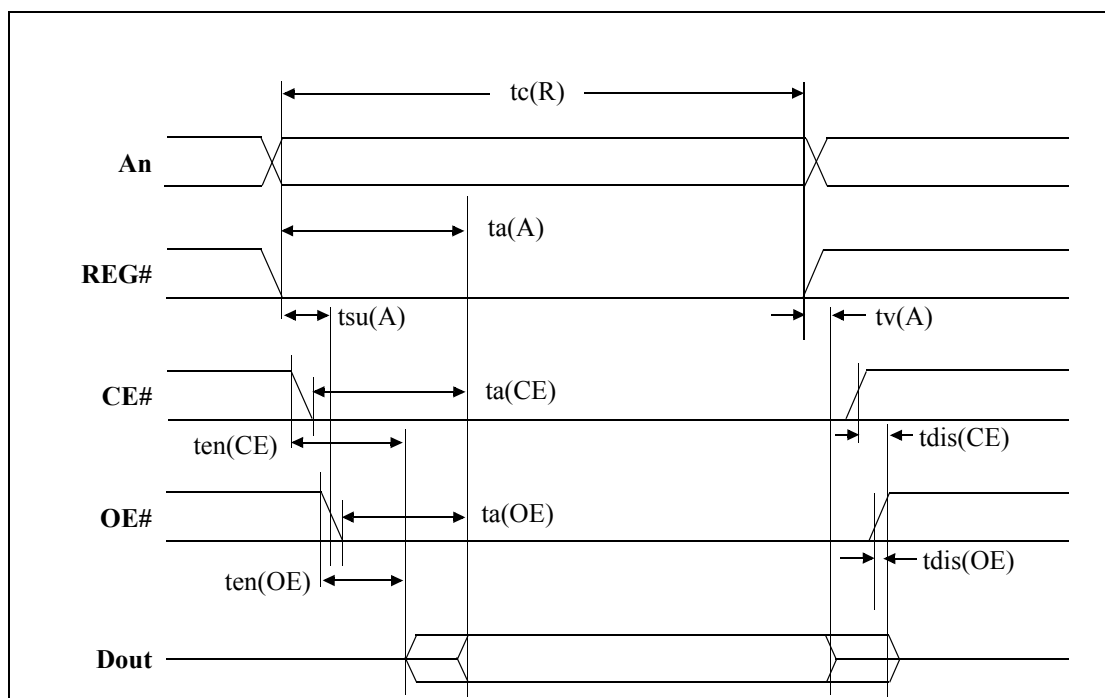 tc(R)
An
ta(A)
REG#
tsu(A)
tv(A)
CE#
ta(CE)
ten(CE)
tdis(CE)
OE#
ta(OE)
ten(OE)
tdis(OE)
Dout